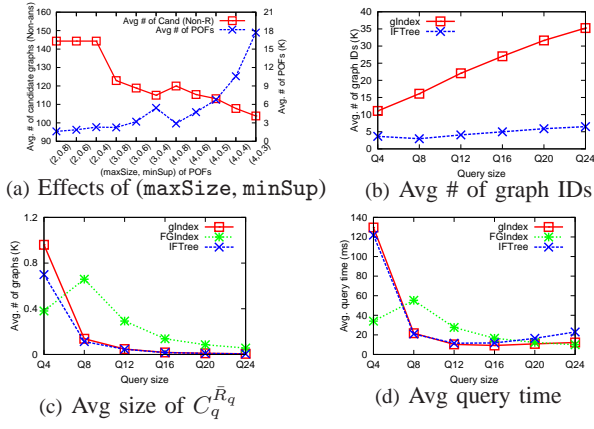 Avg # of Cand (Non-R)
Avg # of POFs
Avg. # of candidate graphs (Non-ans)
160
150
140
130
120
110
100
90
21
18
15
12
9
6
3
0
Avg. # of POFs (K)
(2,0.8)
(2,0.6)
(2,0.4)
(3,0.8)
(3,0.6)
(3,0.4)
(4,0.8)
(4,0.6)
(4,0.5)
(4,0.4)
(4,0.3)
(maxSize, minSup) of POFs
(a) Effects of (maxSize, minSup)
gIndex
IFTree
Avg. # of graph IDs (K)
40
35
30
25
20
15
10
5
0
Q4 Q8 Q12 Q16 Q20 Q24
Query size
(b) Avg # of graph IDs
gIndex
FGIndex
IFTree
Avg. # of graphs (K)
1.2
0.8
0.4
0
Q4 Q8 Q12 Q16 Q20 Q24
Query size
(c) Avg size of $C_q^{\bar{R}_q}$
gIndex
FGIndex
IFTree
Avg. query time (ms)
140
120
100
80
60
40
20
0
Q4 Q8 Q12 Q16 Q20 Q24
Query size
(d) Avg query time